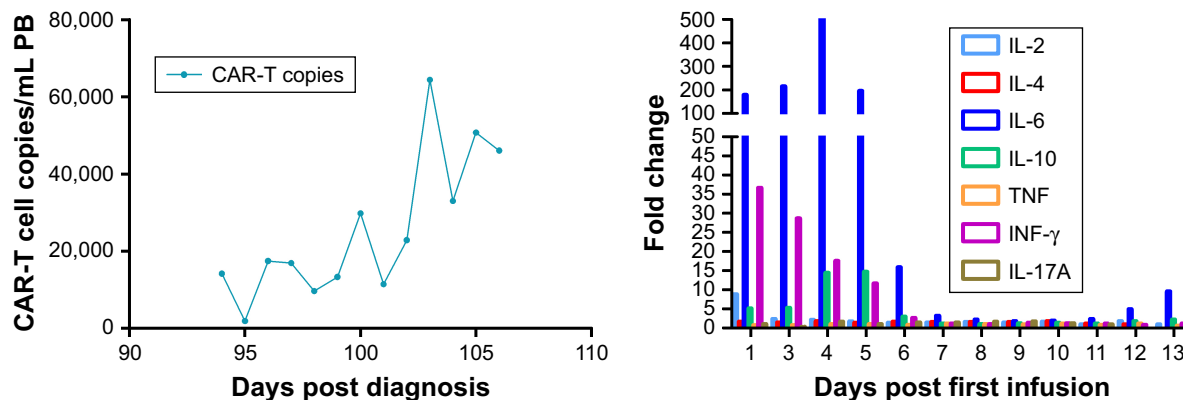 CAR-T cell copies/mL PB
80,000
60,000
40,000
20,000
0
CAR-T copies
90
95
100
105
110
Days post diagnosis
Fold change
500
400
300
200
100
50
45
40
35
30
25
20
15
10
5
0
IL-2
IL-4
IL-6
IL-10
TNF
INF-γ
IL-17A
1 3 4 5 6 7 8 9 10 11 12 13
Days post first infusion